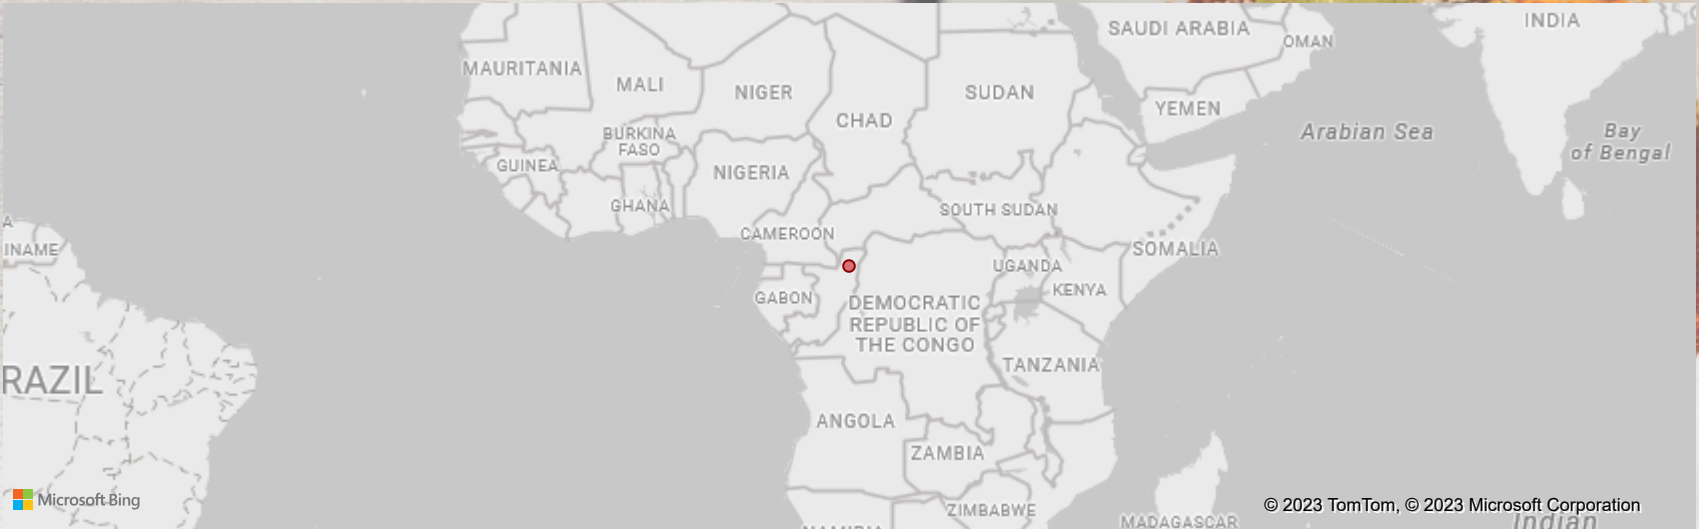 SAUDI ARABIA
INDIA
OMAN
MAURITANIA
MALI
NIGER
SUDAN
CHAD
YEMEN
Arabian Sea
Bay
of Bengal
BURKINA
FASO
GUINEA
NIGERIA
GHANA
SOUTH SUDAN
A
INAME
CAMEROON
SOMALIA
UGANDA
KENYA
GABON
DEMOCRATIC
REPUBLIC OF
THE CONGO
TANZANIA
RAZIL
ANGOLA
ZAMBIA
Microsoft Bing
ZIMBABWE
© 2023 TomTom, © 2023 Microsoft Corporation
MADAGASCAR
Indian
NAMIBIA